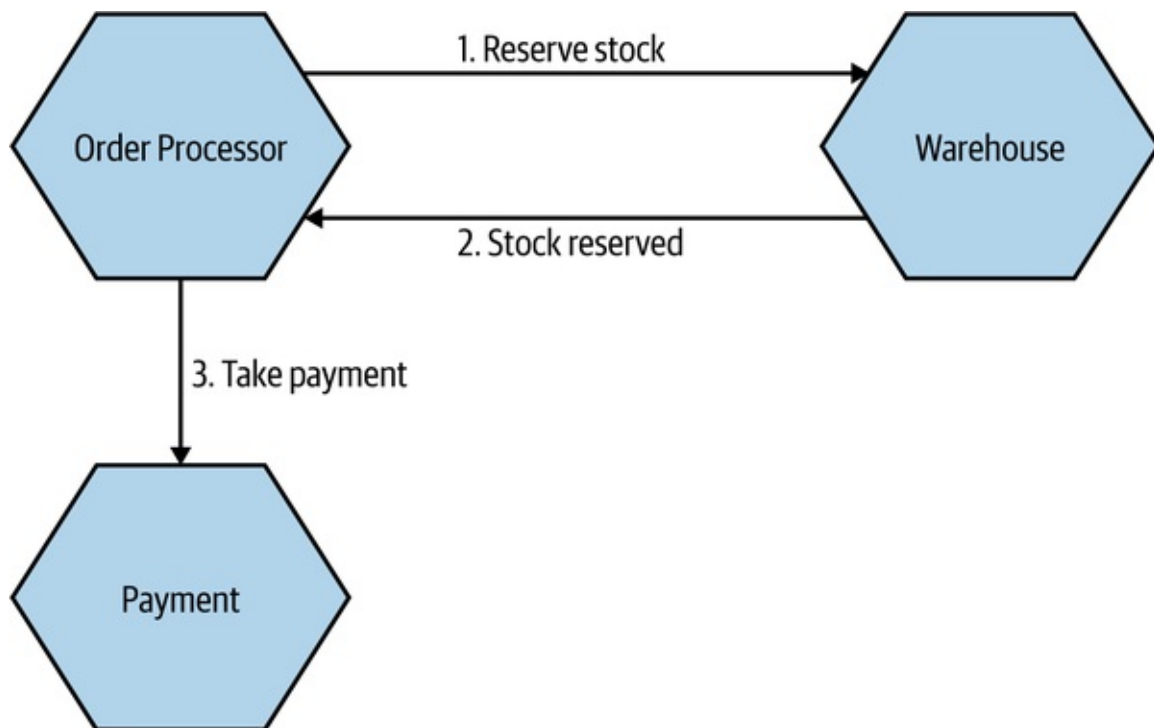 1. Reserve stock
Order Processor
Warehouse
2. Stock reserved
3. Take payment
Payment